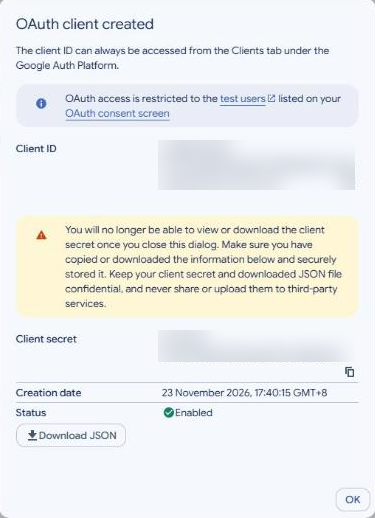 OAuth client created
The client ID can always be accessed from the Clients tab under the
Google Auth Platform.
OAuth access is restricted to the test users listed on your
OAuth consent screen
Client ID
You will no longer be able to view or download the client
secret once you close this dialog. Make sure you have
copied or downloaded the information below and securely
stored it. Keep your client secret and downloaded JSON file
confidential, and never share or upload them to third-party
services.
Client secret
Creation date 23 November 2026, 17:40:15 GMT+8
Status Enabled
Download JSON
OK